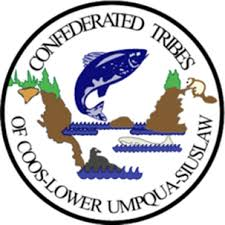 CONFEDERATED TRIBES
OF COOS-LOWER UMPQUA-SIUSLAW